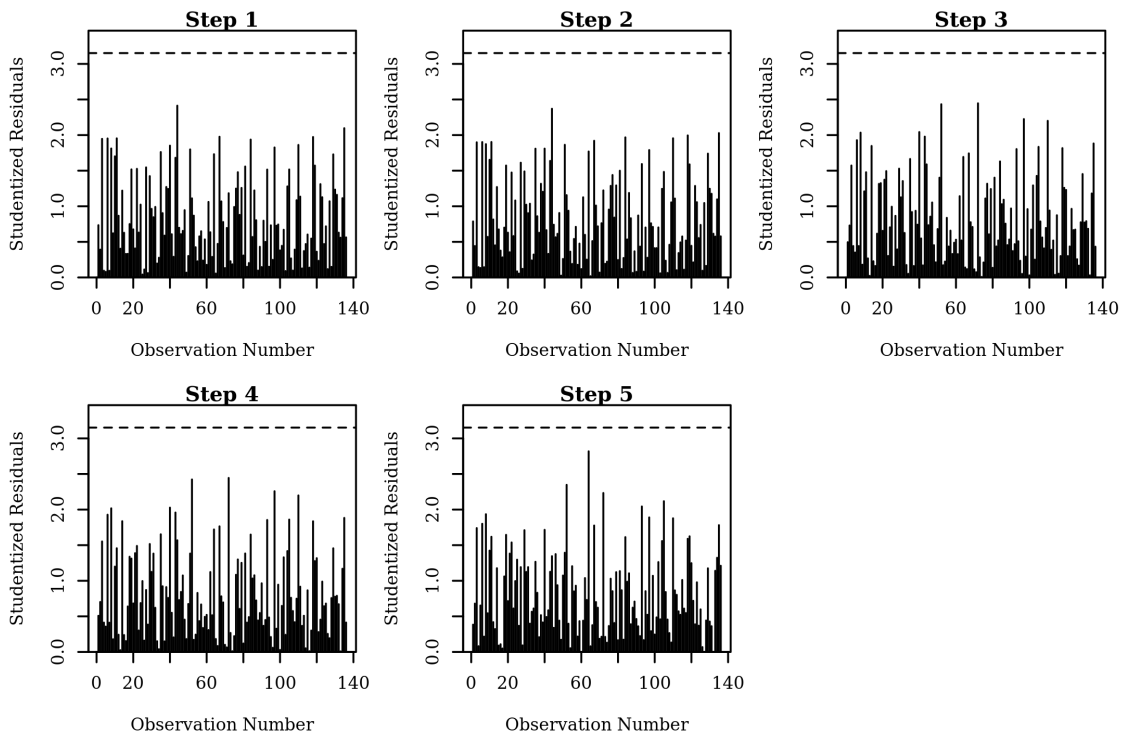 Step 1
Studentized Residuals
3.0
2.0
1.0
0.0
0 20 60 100 140
Observation Number
Step 2
Studentized Residuals
3.0
2.0
1.0
0.0
0 20 60 100 140
Observation Number
Step 3
Studentized Residuals
3.0
2.0
1.0
0.0
0 20 60 100 140
Observation Number
Step 4
Studentized Residuals
3.0
2.0
1.0
0.0
0 20 60 100 140
Observation Number
Step 5
Studentized Residuals
3.0
2.0
1.0
0.0
0 20 60 100 140
Observation Number